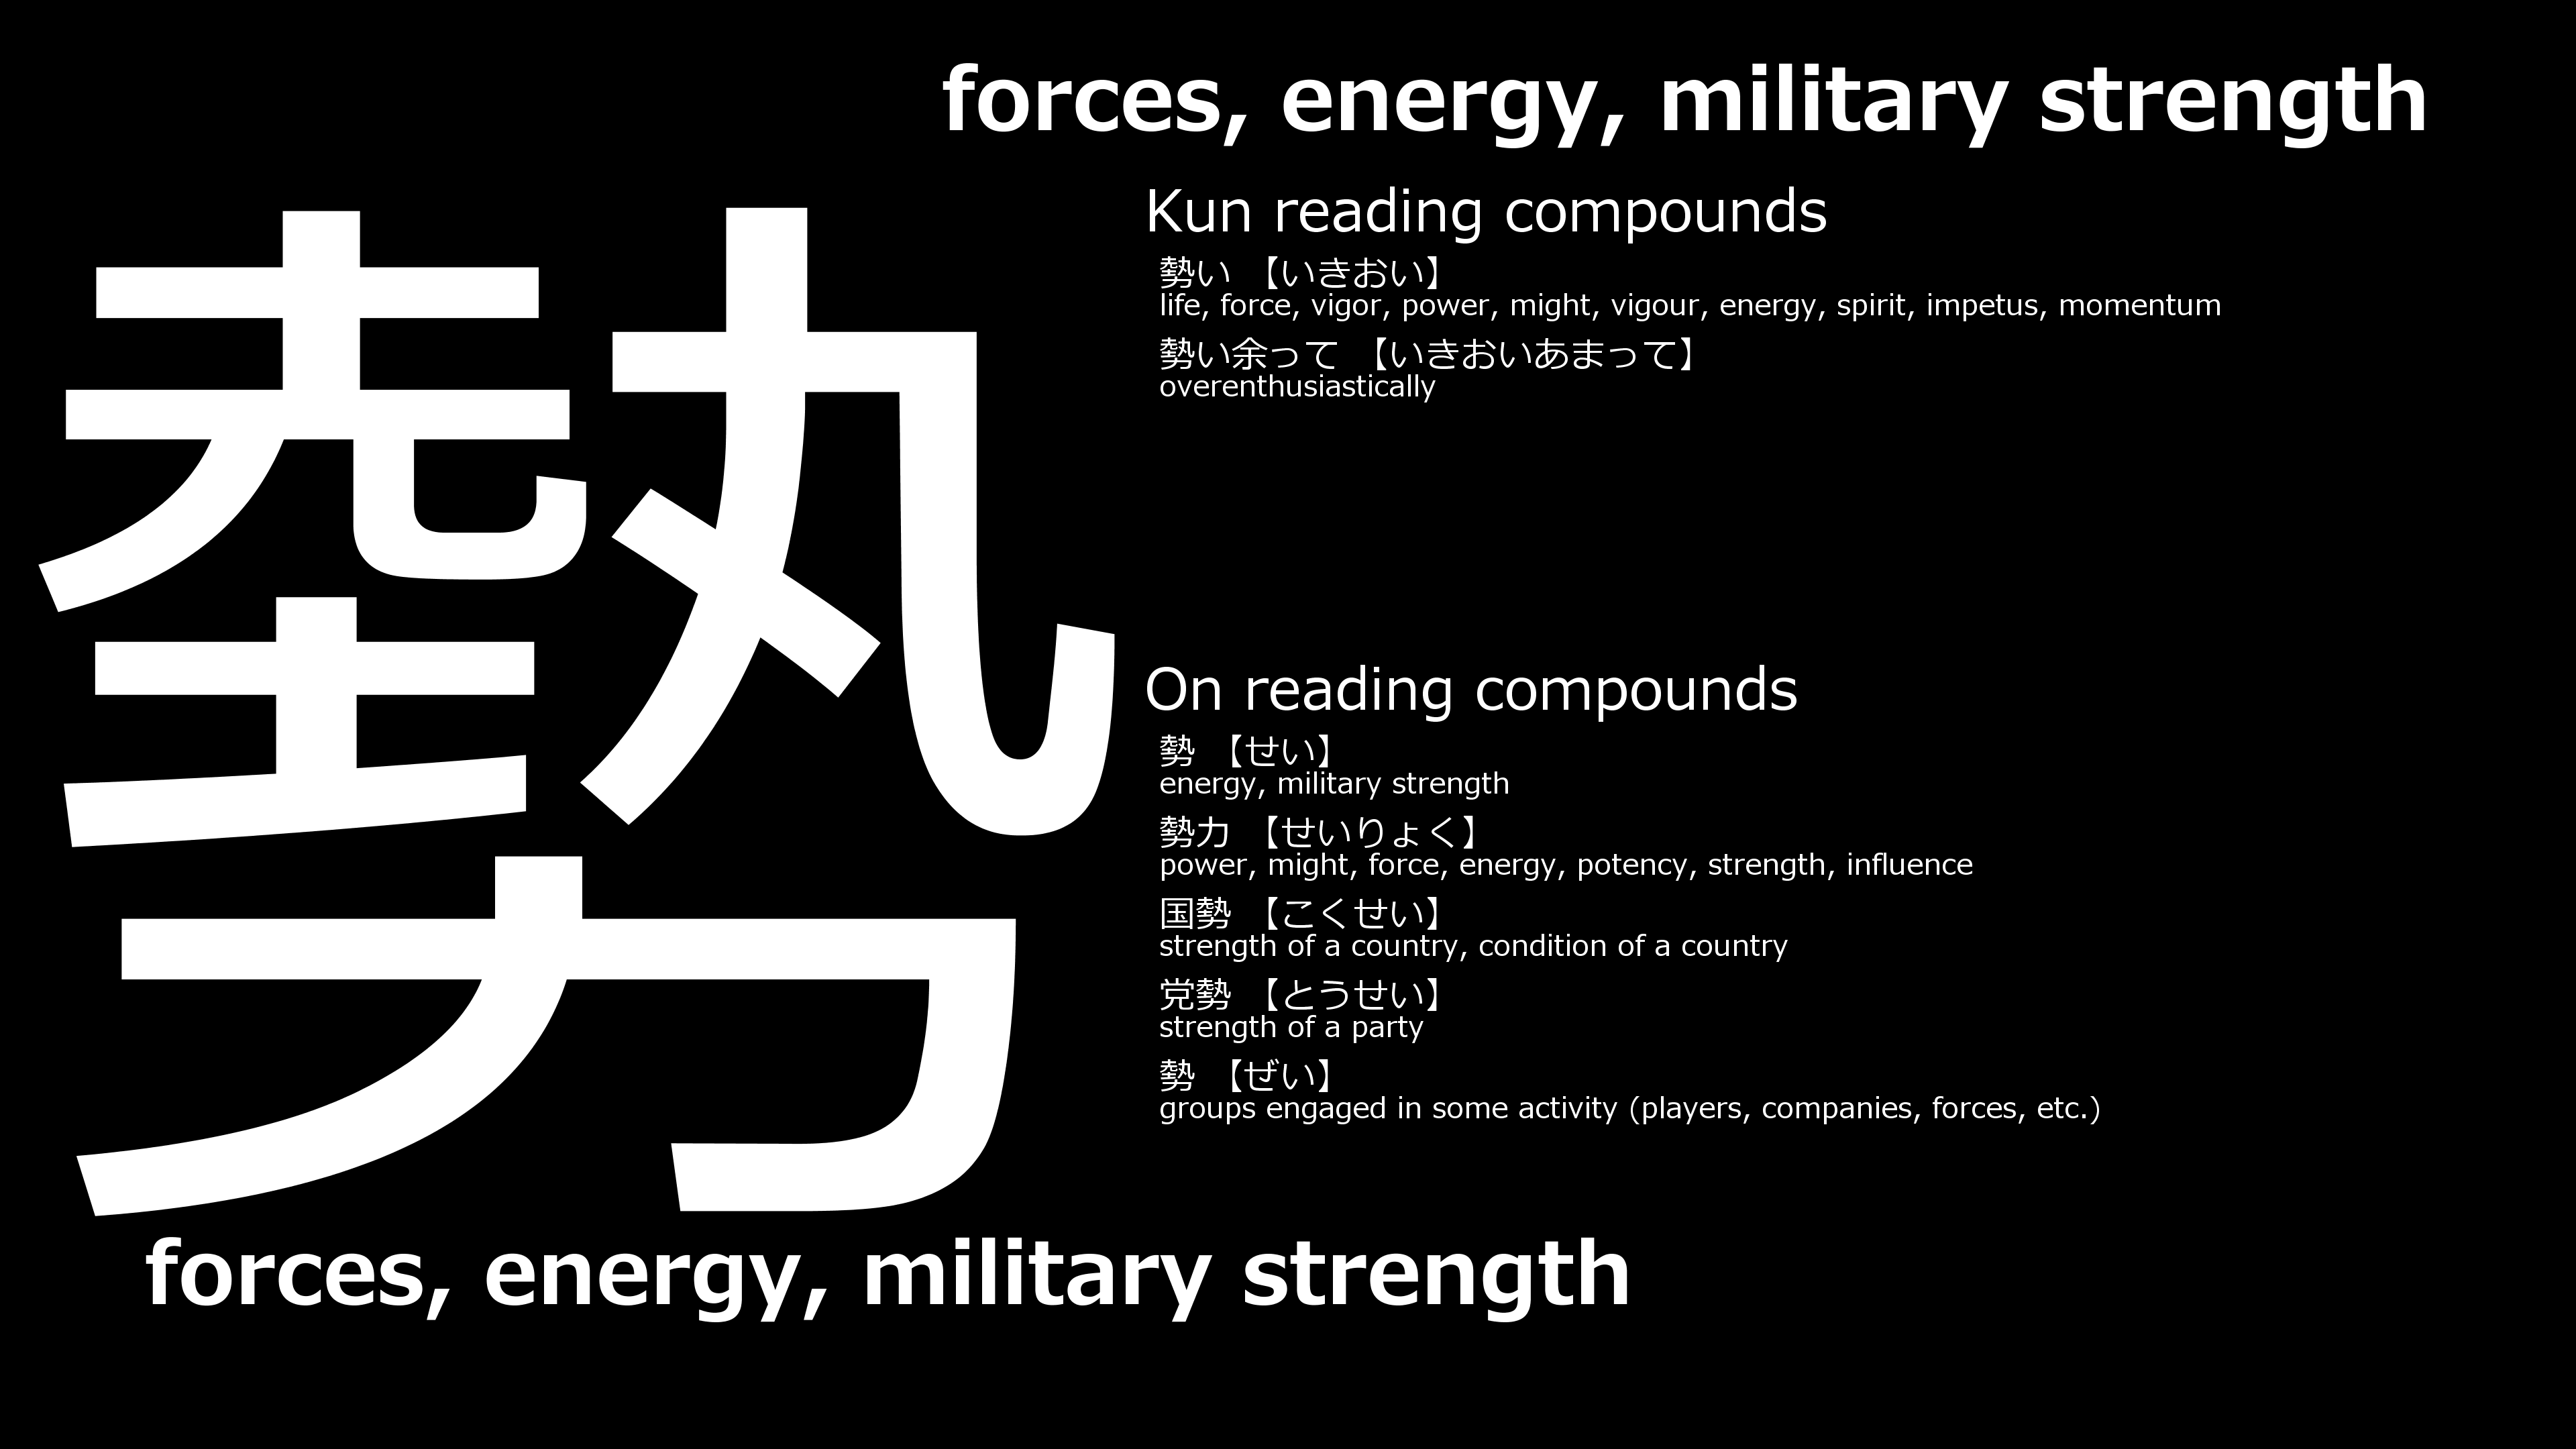 forces, energy, military strength
勢
Kun reading compounds
勢い 【いきおい】
life, force, vigor, power, might, vigour, energy, spirit, impetus, momentum
勢い余って 【いきおいあまって】
overenthusiastically
On reading compounds
勢 【せい】
energy, military strength
勢力 【せいりょく】
power, might, force, energy, potency, strength, influence
国勢 【こくせい】
strength of a country, condition of a country
党勢 【とうせい】
strength of a party
勢 【ぜい】
groups engaged in some activity (players, companies, forces, etc.)
forces, energy, military strength